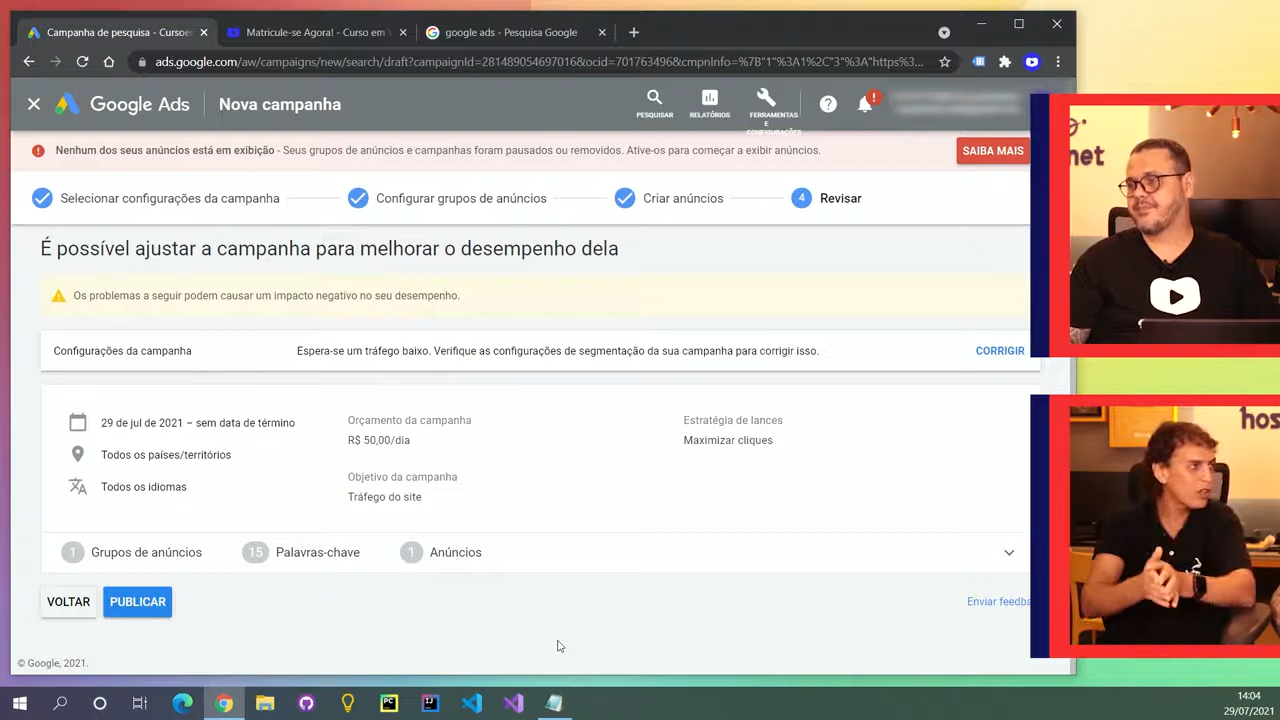 Campanha de pesquisa - Cursoe
Matricule-se Agora! - Curso em
google ads - Pesquisa Google
ads.google.com/aw/campaigns/new/search/draft?campaignId=281489054697016&ocid=701763496&cmpnInfo=%7B"1"%3A1%2C"3"%3A"https%3...
Google Ads
Nova campanha
PESQUISAR
RELATÓRIOS
FERRAMENTAS
E
CONFIGURAÇÕES
Nenhum dos seus anúncios está em exibição - Seus grupos de anúncios e campanhas foram pausados ou removidos. Ative-os para começar a exibir anúncios.
SAIBA MAIS
Selecionar configurações da campanha
Configurar grupos de anúncios
Criar anúncios
4 Revisar
É possível ajustar a campanha para melhorar o desempenho dela
Os problemas a seguir podem causar um impacto negativo no seu desempenho.
Configurações da campanha
Espera-se um tráfego baixo. Verifique as configurações de segmentação da sua campanha para corrigir isso.
CORRIGIR
29 de jul de 2021 – sem data de término
Todos os países/territórios
Todos os idiomas
Orçamento da campanha
R$ 50,00/dia
Objetivo da campanha
Tráfego do site
Estratégia de lances
Maximizar cliques
1 Grupos de anúncios
15 Palavras-chave
1 Anúncios
VOLTAR
PUBLICAR
Enviar feedba
© Google, 2021.
net
hos
PC
IJ
14:04
29/07/2021